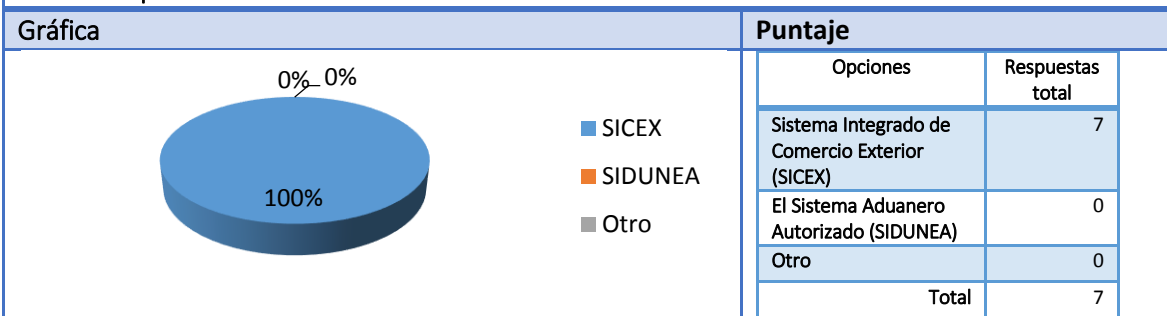 Gráfica
Puntaje
0% 0%
100%
SICEX
SIDUNEA
Otro
Opciones
Respuestas
total
Sistema Integrado de
Comercio Exterior
(SICEX)
7
El Sistema Aduanero
Autorizado (SIDUNEA)
0
Otro
0
Total
7